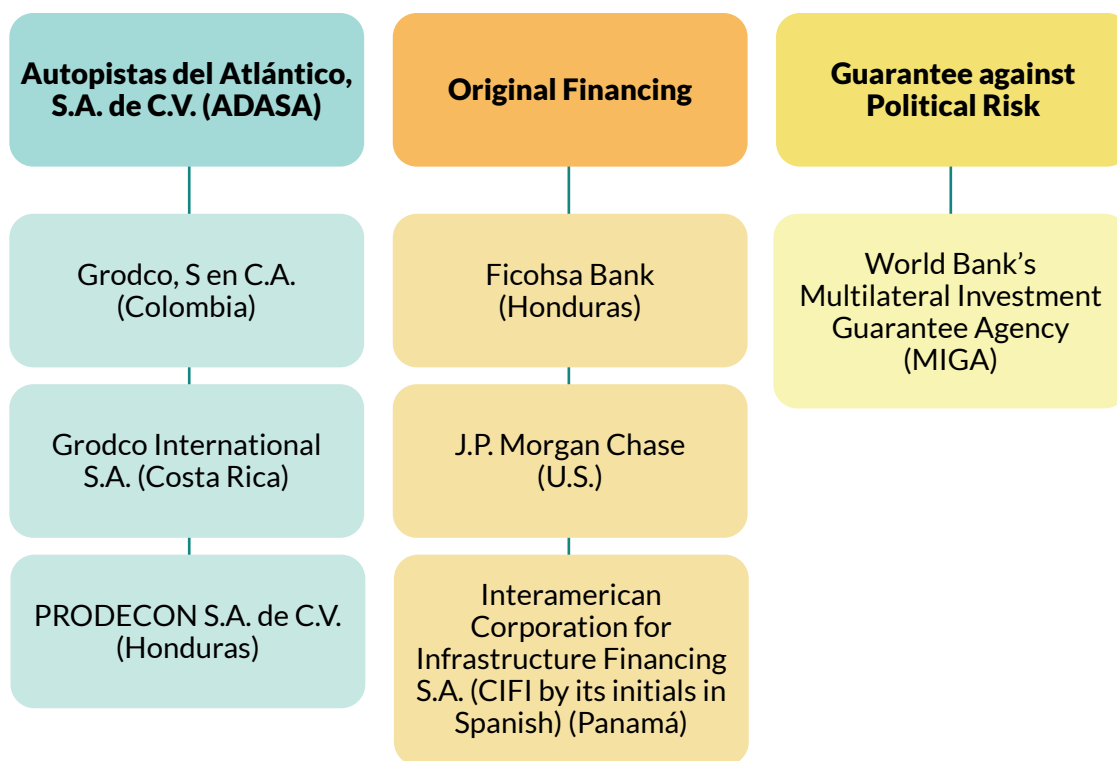 Autopistas del Atlántico,
S.A. de C.V. (ADASA)
Grodco, S en C.A.
(Colombia)
Grodco International
S.A. (Costa Rica)
PRODECON S.A. de C.V.
(Honduras)
Original Financing
Ficohsa Bank
(Honduras)
J.P. Morgan Chase
(U.S.)
Interamerican
Corporation for
Infrastructure Financing
S.A. (CIFI by its initials in
Spanish) (Panamá)
Guarantee against
Political Risk
World Bank’s
Multilateral Investment
Guarantee Agency
(MIGA)